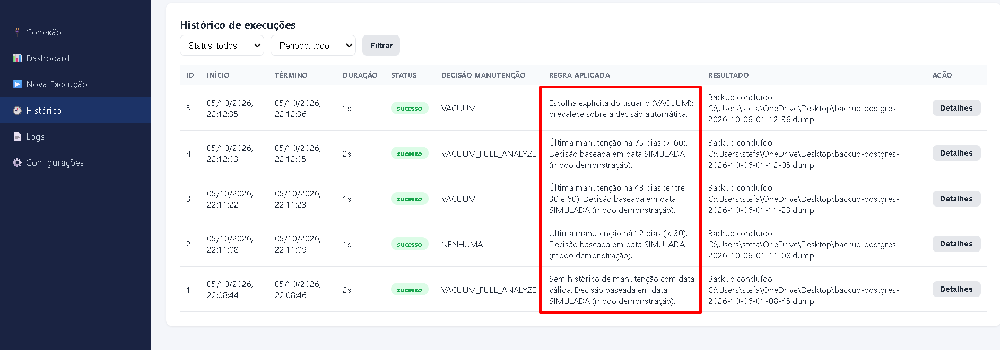 Conexão
Dashboard
Nova Execução
Histórico
Logs
Configurações
Histórico de execuções
Status: todos
Período: todo
Filtrar
ID INÍCIO TÉRMINO DURAÇÃO STATUS DECISÃO MANUTENÇÃO REGRA APLICADA RESULTADO AÇÃO
5
05/10/2026,
22:12:35
05/10/2026,
22:12:36
1s
sucesso
VACUUM
Escolha explícita do usuário (VACUUM);
prevalece sobre a decisão automática.
Backup concluído:
C:\Users\stefa\OneDrive\Desktop\backup-postgres-
2026-10-06-01-12-36.dump
Detalhes
4
05/10/2026,
22:12:03
05/10/2026,
22:12:05
2s
sucesso
VACUUM_FULL_ANALYZE
Última manutenção há 75 dias (> 60).
Decisão baseada em data SIMULADA
(modo demonstração).
Backup concluído:
C:\Users\stefa\OneDrive\Desktop\backup-postgres-
2026-10-06-01-12-05.dump
Detalhes
3
05/10/2026,
22:11:22
05/10/2026,
22:11:23
1s
sucesso
VACUUM
Última manutenção há 43 dias (entre
30 e 60). Decisão baseada em data
SIMULADA (modo demonstração).
Backup concluído:
C:\Users\stefa\OneDrive\Desktop\backup-postgres-
2026-10-06-01-11-23.dump
Detalhes
2
05/10/2026,
22:11:08
05/10/2026,
22:11:09
1s
sucesso
NENHUMA
Última manutenção há 12 dias (< 30).
Decisão baseada em data SIMULADA
(modo demonstração).
Backup concluído:
C:\Users\stefa\OneDrive\Desktop\backup-postgres-
2026-10-06-01-11-08.dump
Detalhes
1
05/10/2026,
22:08:44
05/10/2026,
22:08:46
2s
sucesso
VACUUM_FULL_ANALYZE
Sem histórico de manutenção com data
válida. Decisão baseada em data
SIMULADA (modo demonstração).
Backup concluído:
C:\Users\stefa\OneDrive\Desktop\backup-postgres-
2026-10-06-01-08-45.dump
Detalhes